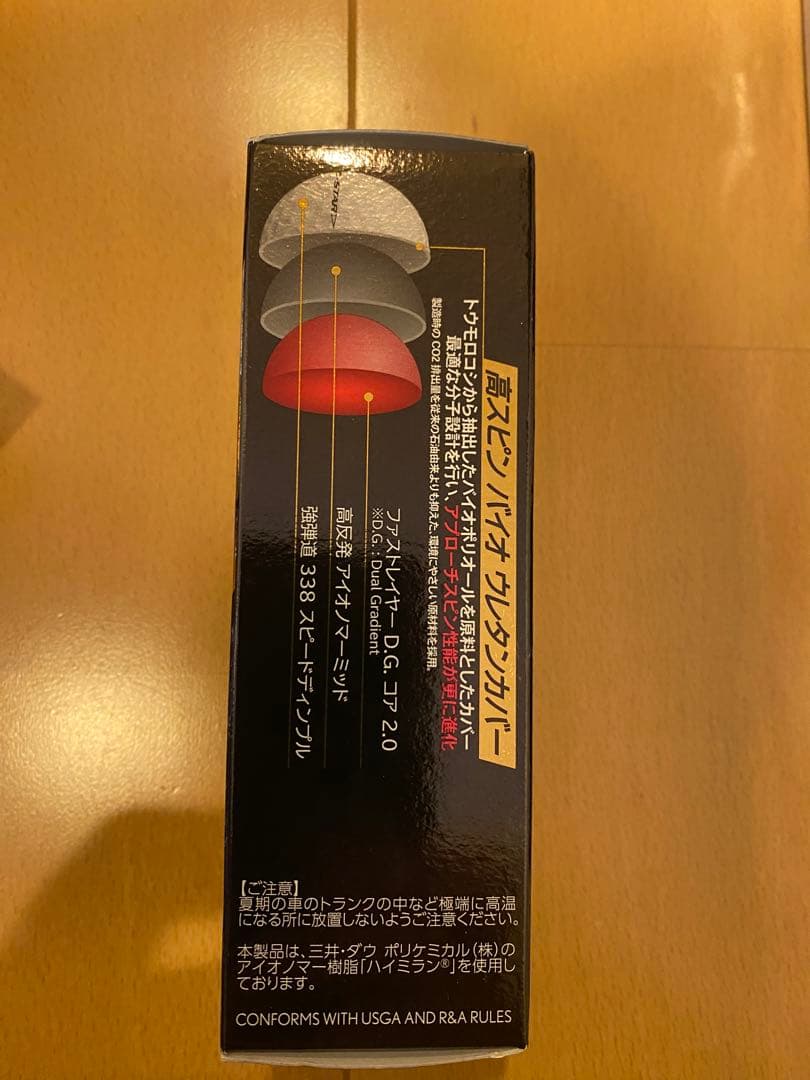 -STAR
高スピン バイオ ウレタンカバー
トウモロコシから抽出したバイオポリオールを原料としたカバー
最適な分子設計を行い、アプローチスピン性能が更に進化
製造時のCO2 排出量を従来の石油由来よりも抑えた、環境にやさしい原材料を採用。
ファストレイヤー D.G. コア 2.0
※D.G. : Dual Gradient
高反発 アイオノマーミッド
強弾道 338 スピードディンプル
【ご注意】
夏期の車のトランクの中など極端に高温
になる所に放置しないようご注意ください。
本製品は、三井・ダウ ポリケミカル(株)の
アイオノマー樹脂「ハイミラン®」を使用し
ております。
CONFORMS WITH USGA AND R&A RULES